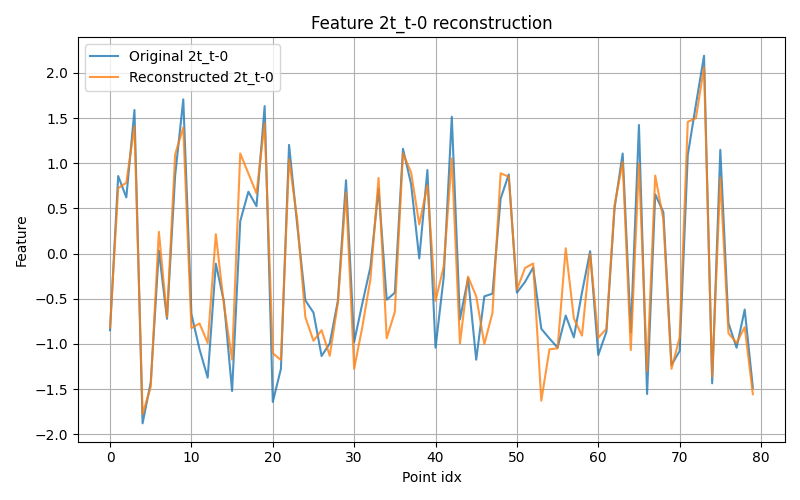 Feature 2t_t-0 reconstruction
Original 2t_t-0
Reconstructed 2t_t-0
Feature
2.0
1.5
1.0
0.5
0.0
−0.5
−1.0
−1.5
−2.0
0 10 20 30 40 50 60 70 80
Point idx